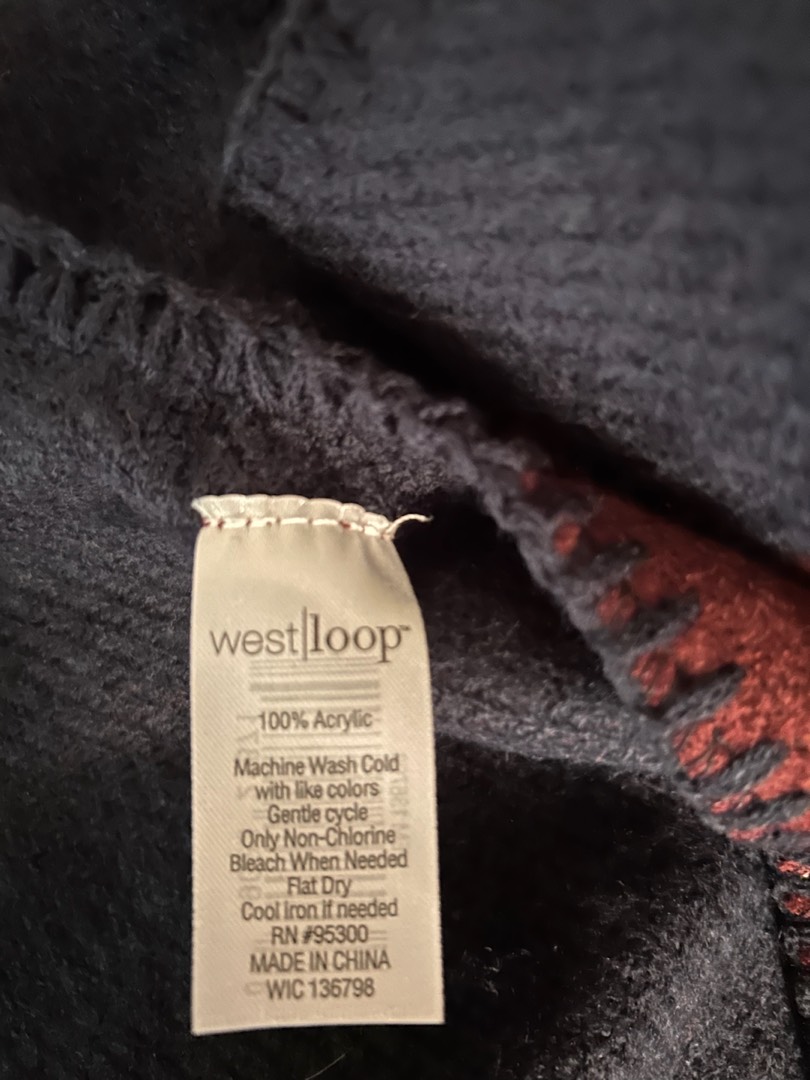 west|loop™
100% Acrylic
Machine Wash Cold
with like colors
Gentle cycle
Only Non-Chlorine
Bleach When Needed
Flat Dry
Cool Iron if needed
RN #95300
MADE IN CHINA
WIC 136798